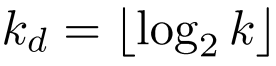 k_d = ⌊log₂ k⌋